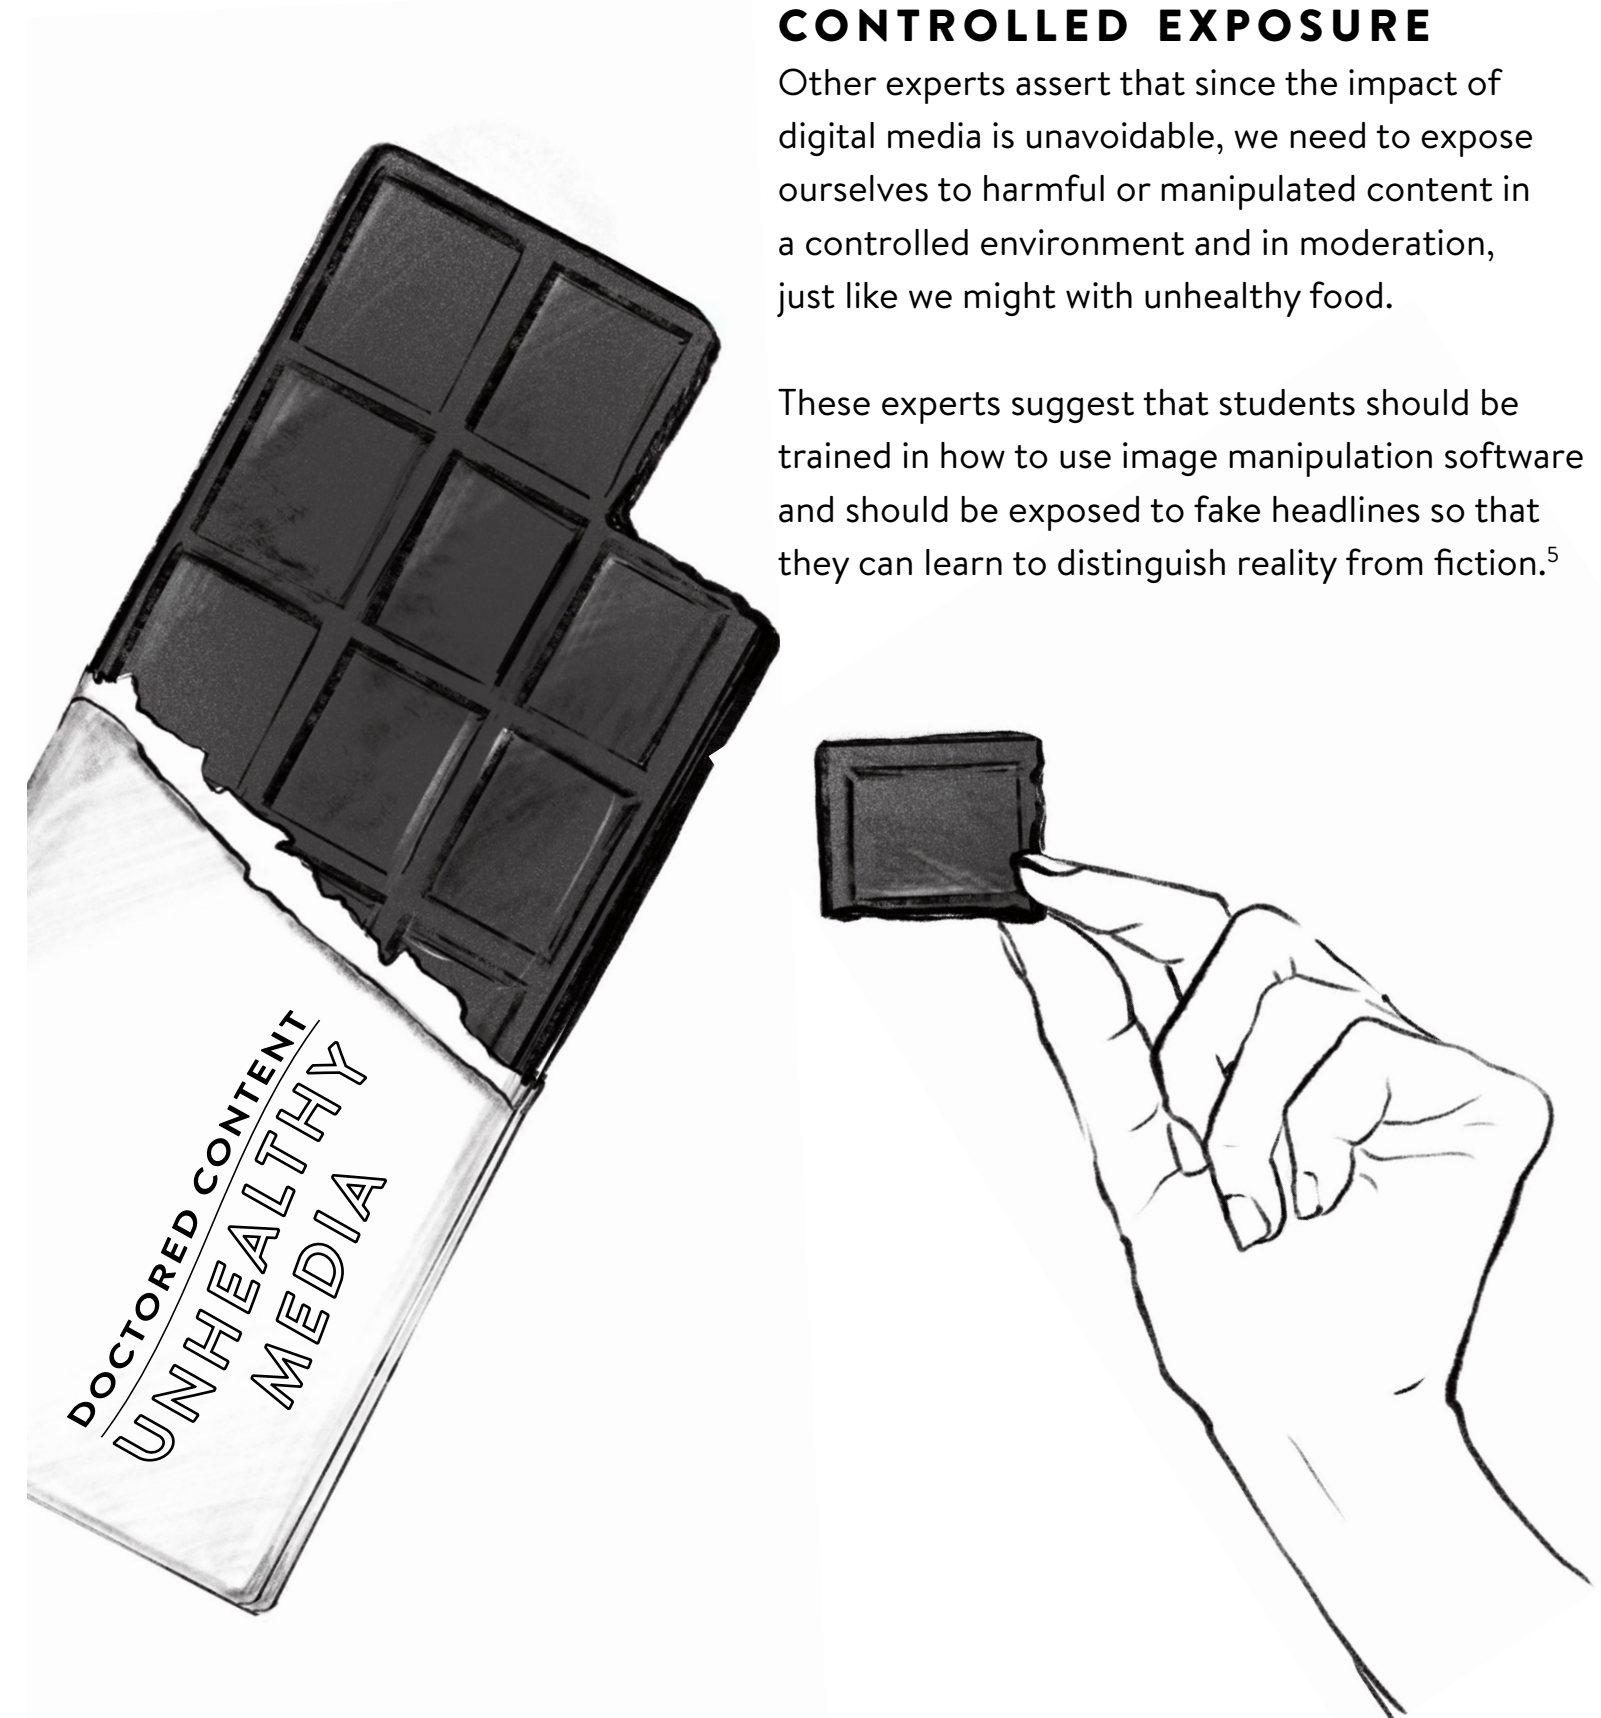 CONTROLLED EXPOSURE
Other experts assert that since the impact of
digital media is unavoidable, we need to expose
ourselves to harmful or manipulated content in
a controlled environment and in moderation,
just like we might with unhealthy food.
These experts suggest that students should be
trained in how to use image manipulation software
and should be exposed to fake headlines so that
they can learn to distinguish reality from fiction.5
DOCTORED CONTENT
UNHEALTHY
MEDIA